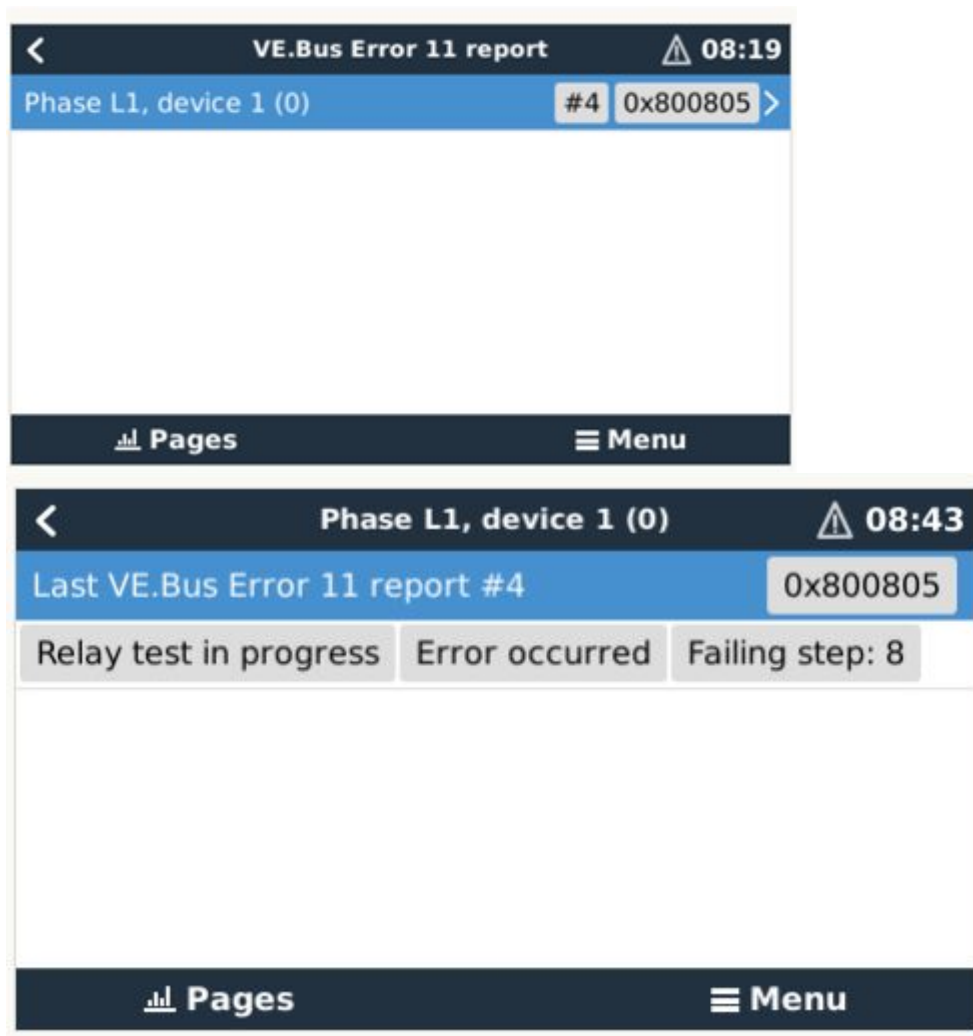 VE.Bus Error 11 report 08:19
Phase L1, device 1 (0) #4 0x800805
Pages Menu
Phase L1, device 1 (0) 08:43
Last VE.Bus Error 11 report #4 0x800805
Relay test in progress Error occurred Failing step: 8
Pages Menu